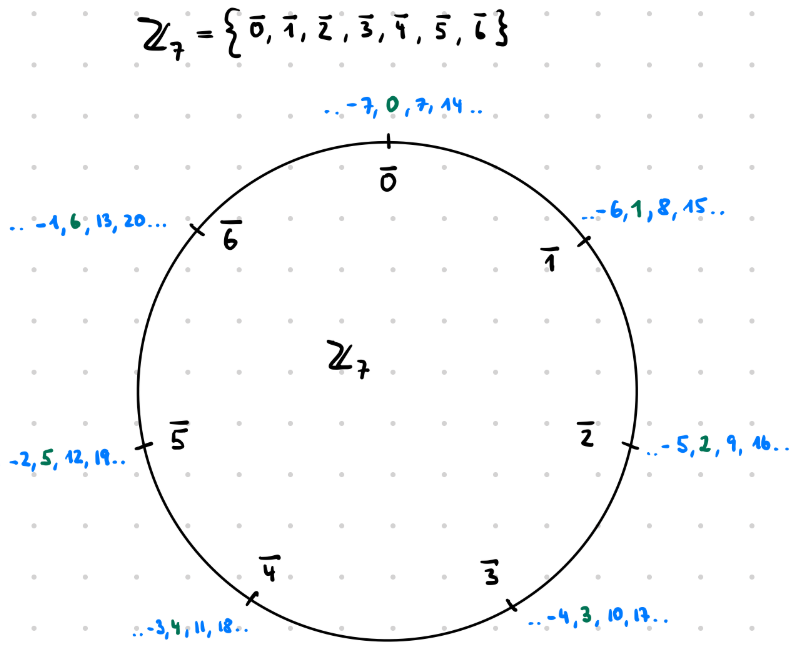 ℤ₇ = { 0̅, 1̅, 2̅, 3̅, 4̅, 5̅, 6̅ }
.. -7, 0, 7, 14 ..
0̅
.. -1, 6, 13, 20 ...
6̅
.. -6, 1, 8, 15 ..
1̅
ℤ₇
-2, 5, 12, 19 ..
5̅
2̅
.. -5, 2, 9, 16 ..
4̅
3̅
.. -3, 4, 11, 18 ..
.. -4, 3, 10, 17 ..